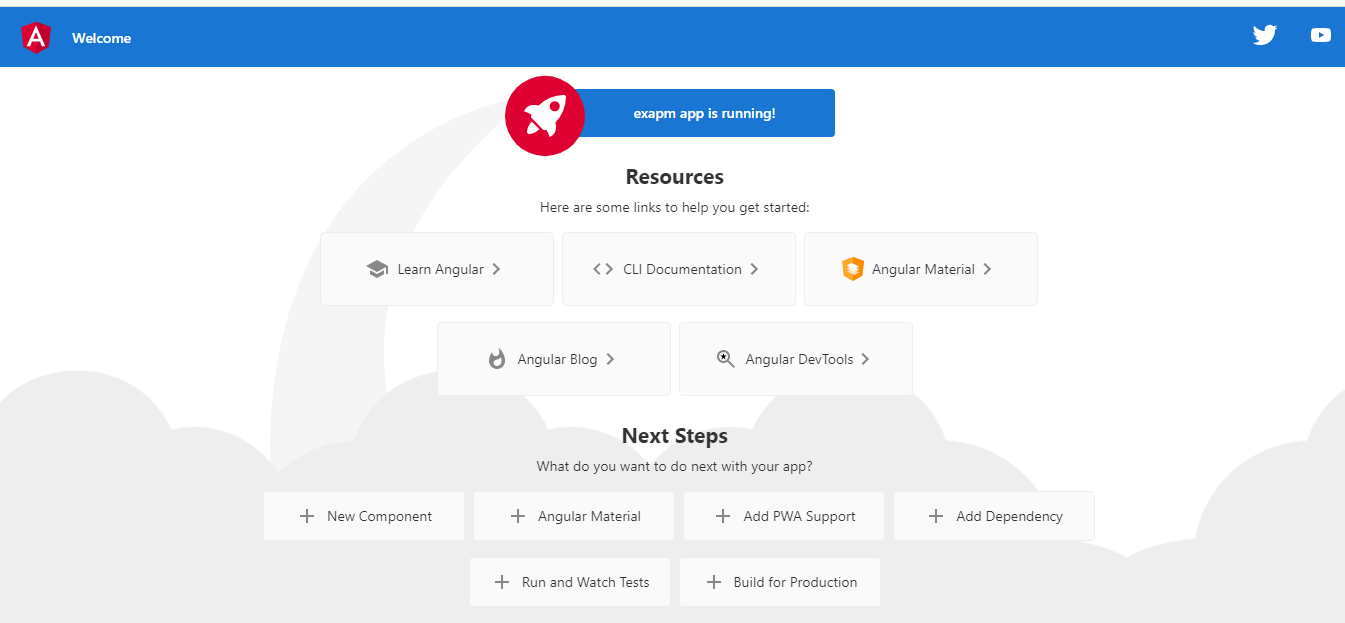 Welcome
exapm app is running!
Resources
Here are some links to help you get started:
Learn Angular
CLI Documentation
Angular Material
Angular Blog
Angular DevTools
Next Steps
What do you want to do next with your app?
New Component
Angular Material
Add PWA Support
Add Dependency
Run and Watch Tests
Build for Production